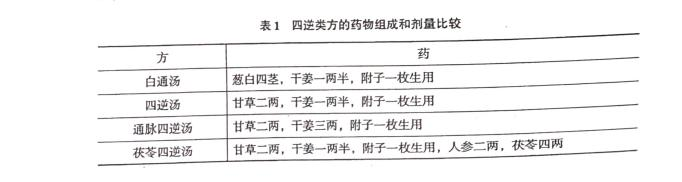 表1 四逆类方的药物组成和剂量比较
方 药
白通汤 葱白四茎，干姜一两半，附子一枚生用
四逆汤 甘草二两，干姜一两半，附子一枚生用
通脉四逆汤 甘草二两，干姜三两，附子一枚生用
茯苓四逆汤 甘草二两，干姜一两半，附子一枚生用，人参二两，茯苓四两